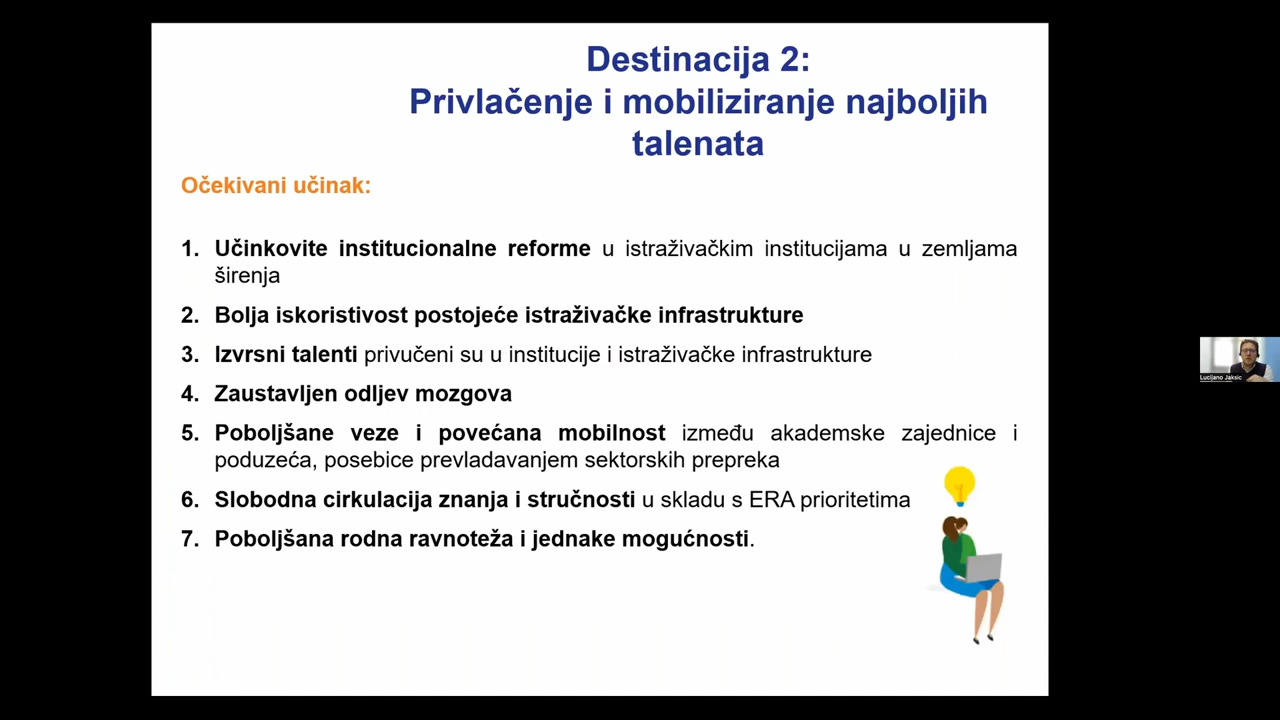 Destinacija 2:
Privlačenje i mobiliziranje najboljih
talenata
Očekivani učinak:
1. Učinkovite institucionalne reforme u istraživačkim institucijama u zemljama
širenja
2. Bolja iskoristivost postojeće istraživačke infrastrukture
3. Izvrsni talenti privučeni su u institucije i istraživačke infrastrukture
4. Zaustavljen odljev mozgova
5. Poboljšane veze i povećana mobilnost između akademske zajednice i
poduzeća, posebice prevladavanjem sektorskih prepreka
6. Slobodna cirkulacija znanja i stručnosti u skladu s ERA prioritetima
7. Poboljšana rodna ravnoteža i jednake mogućnosti.
Lucijano Jaksic